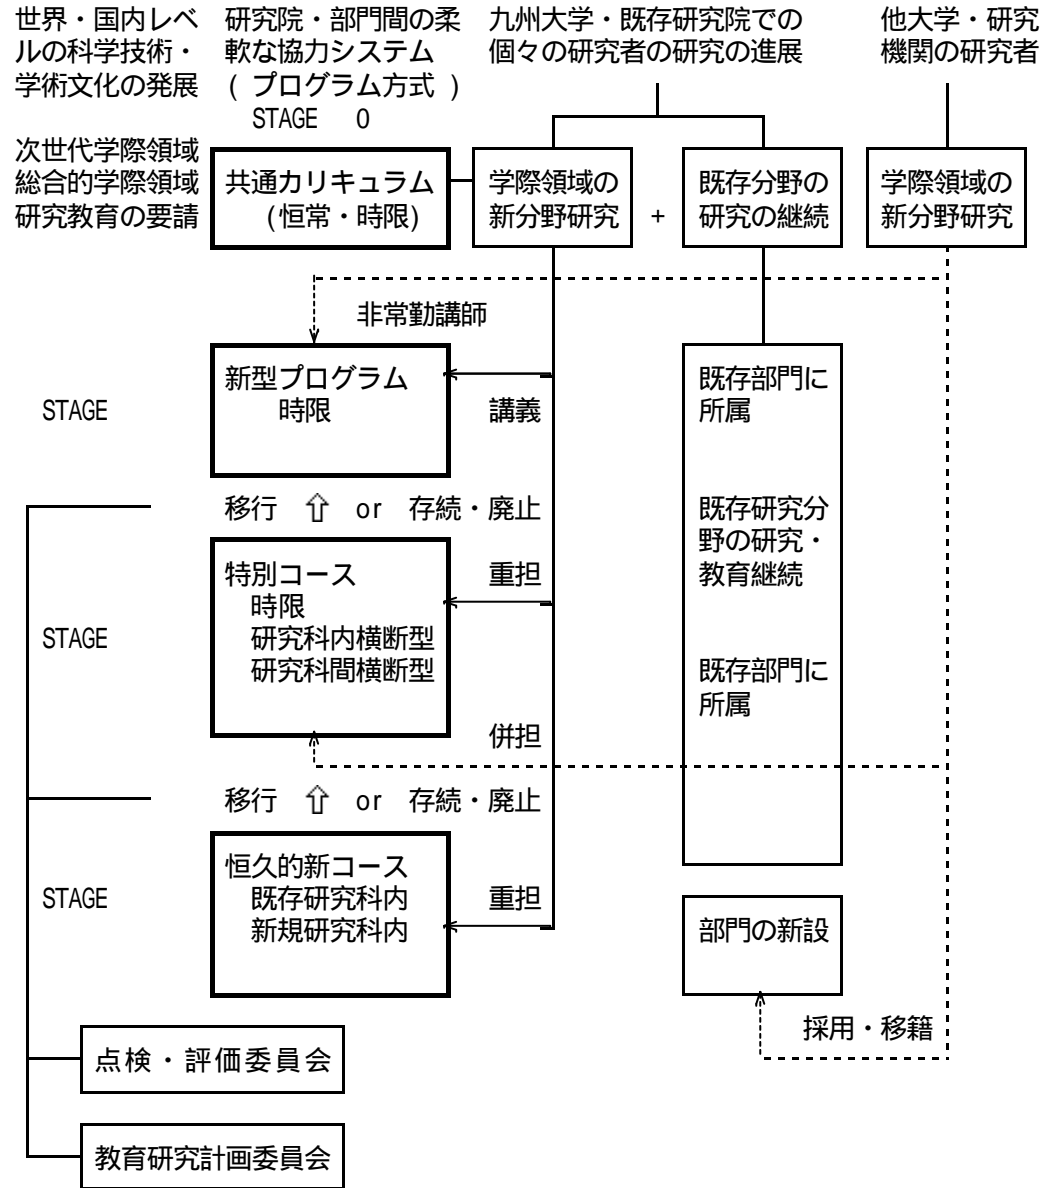 世界・国内レベ
ルの科学技術・
学術文化の発展
研究院・部門間の柔
軟な協力システム
( プログラム方式 )
STAGE 0
九州大学・既存研究院での
個々の研究者の研究の進展
他大学・研究
機関の研究者
次世代学際領域
総合的学際領域
研究教育の要請
共通カリキュラム
(恒常・時限)
学際領域の
新分野研究
+
既存分野の
研究の継続
学際領域の
新分野研究
非常勤講師
STAGE
新型プログラム
時限
講義
既存部門に
所属
移行 ⇧ or 存続・廃止
既存研究分
野の研究・
教育継続
STAGE
特別コース
時限
研究科内横断型
研究科間横断型
重担
既存部門に
所属
併担
移行 ⇧ or 存続・廃止
STAGE
恒久的新コース
既存研究科内
新規研究科内
重担
部門の新設
採用・移籍
点検・評価委員会
教育研究計画委員会